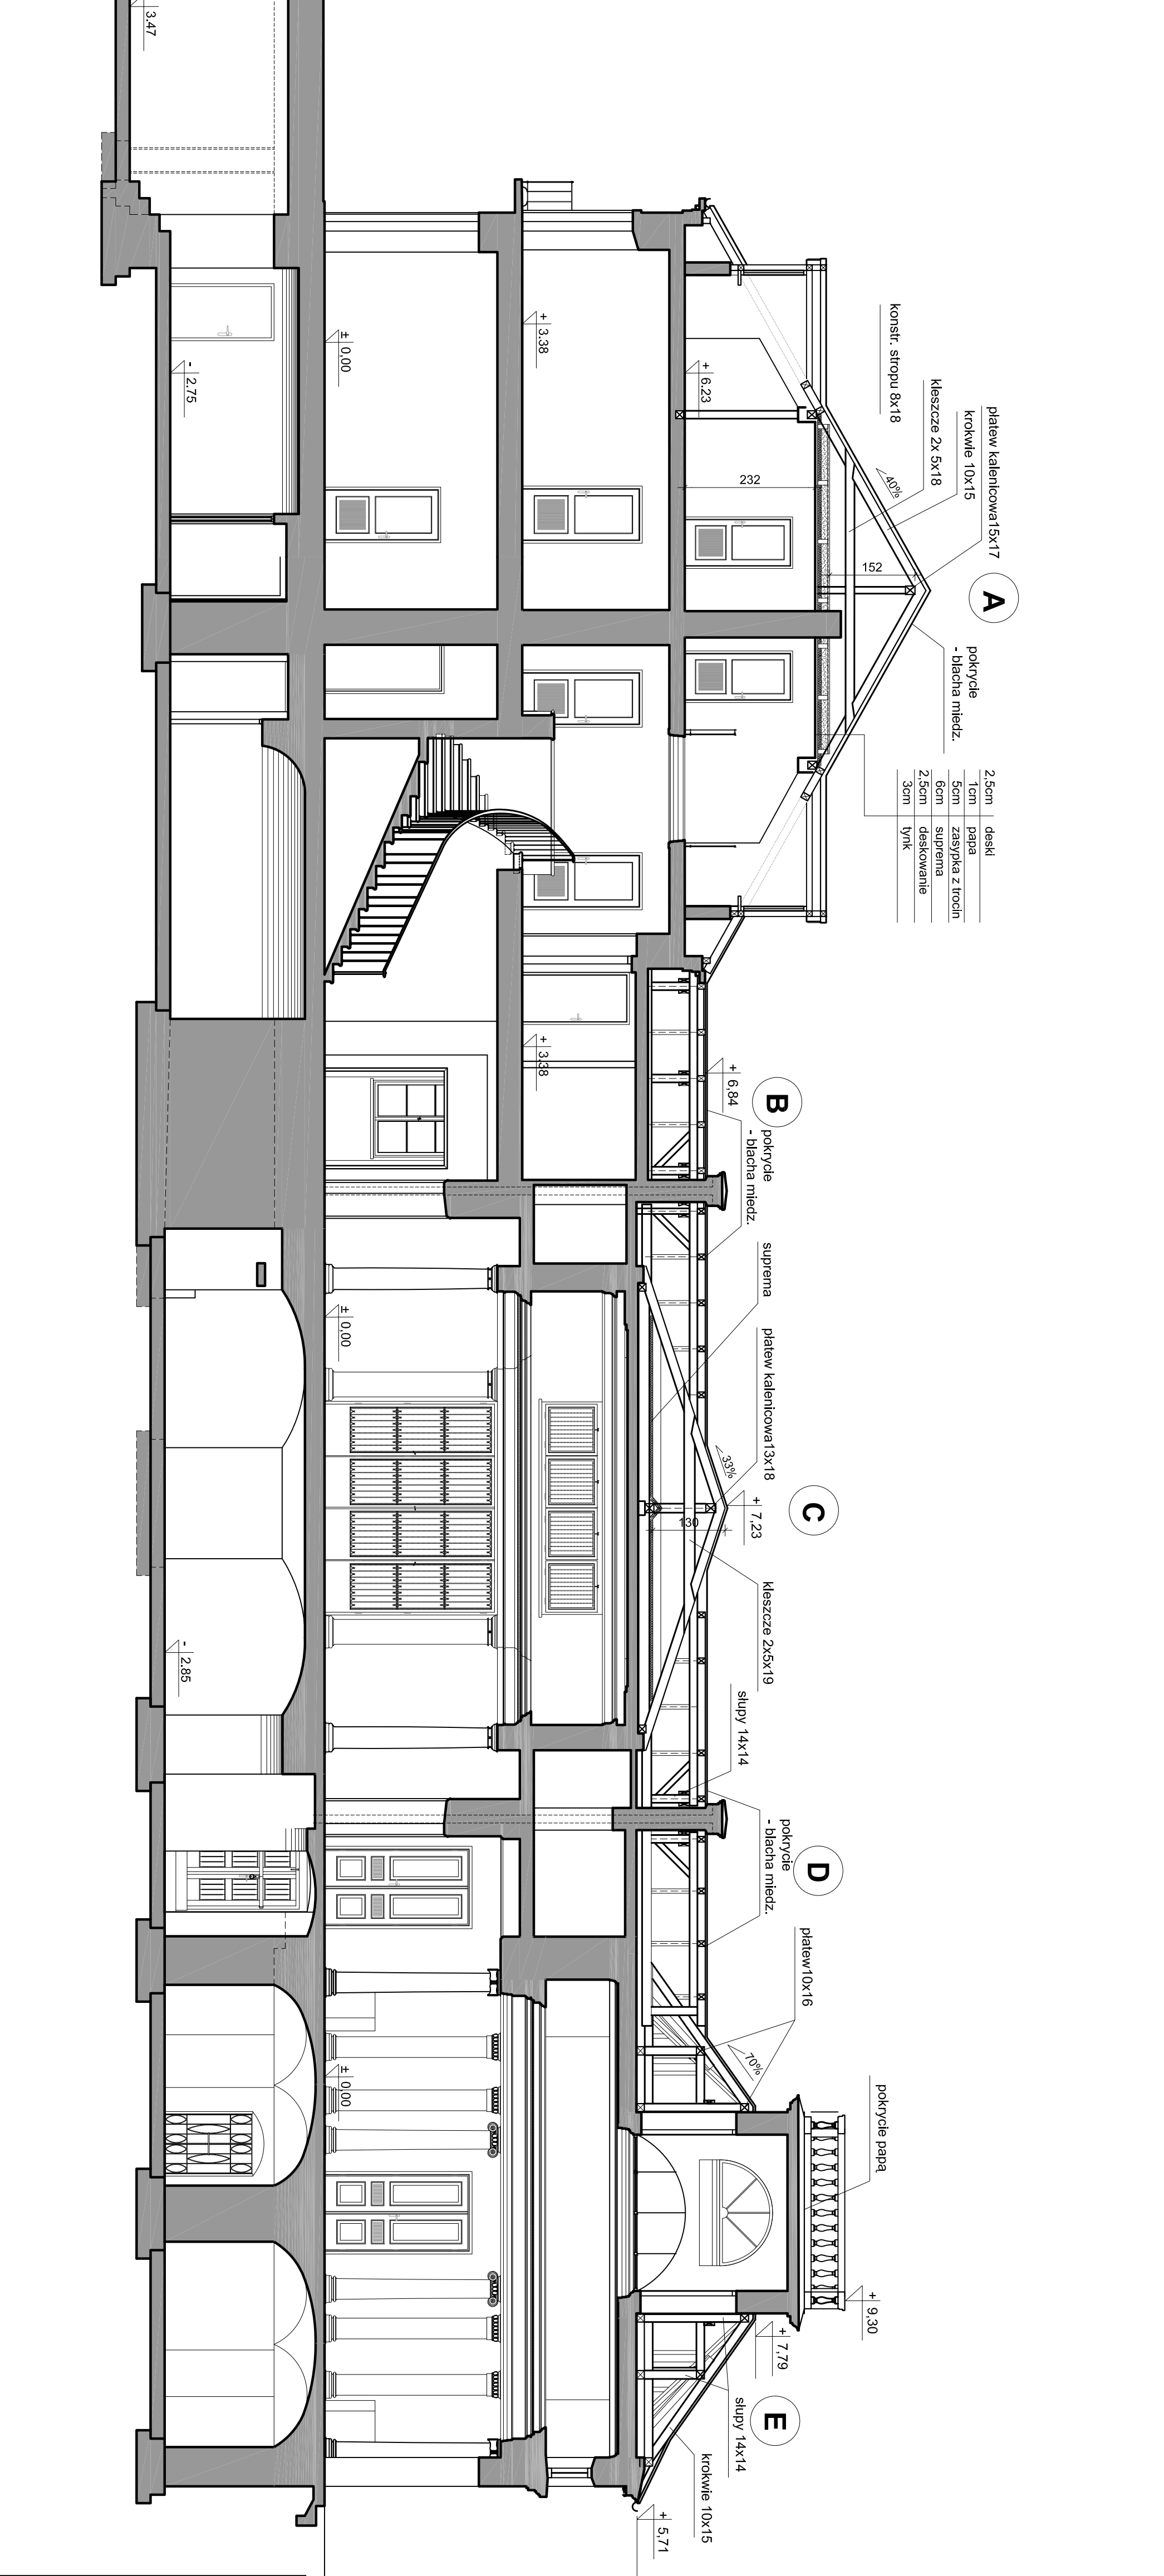 A
płatew kalenicowa15x17
krokwie 10x15
kleszcze 2x 5x18
konstr. stropu 8x18
40%
152
232
pokrycie
- blacha miedz.
2,5cm deski
1cm papa
5cm zasypka z trocin
6cm suprema
2,5cm deskowanie
3cm tynk
+ 6.23
+ 3.38
± 0,00
- 2.75
3.47
B
+ 6,84
pokrycie
- blacha miedz.
+ 3,38
suprema
płatew kalenicowa13x18
33%
C
+ 7,23
130
kleszcze 2x5x19
słupy 14x14
± 0,00
- 2.85
D
pokrycie
- blacha miedz.
płatew10x16
70%
pokrycie papą
± 0,00
+ 9,30
+ 7,79
E
słupy 14x14
krokwie 10x15
+ 5,71